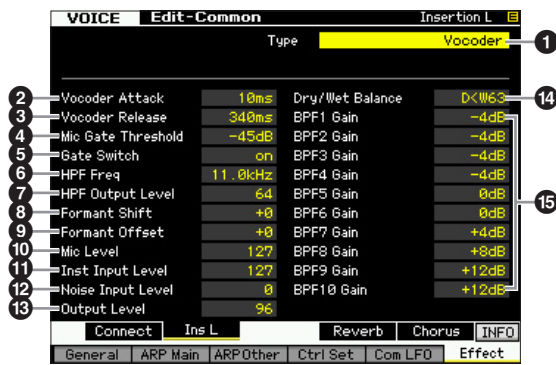 VOICE Edit-Common Insertion L E
Type Vocoder 1
2 Vocoder Attack 10ms Dry/Wet Balance D<W63 14
3 Vocoder Release 340ms BPF1 Gain -4dB
4 Mic Gate Threshold -45dB BPF2 Gain -4dB
5 Gate Switch on BPF3 Gain -4dB
6 HPF Freq 11.0kHz BPF4 Gain -4dB
7 HPF Output Level 64 BPF5 Gain 0dB 15
8 Formant Shift +0 BPF6 Gain 0dB
9 Formant Offset +0 BPF7 Gain +4dB
10 Mic Level 127 BPF8 Gain +8dB
11 Inst Input Level 127 BPF9 Gain +12dB
12 Noise Input Level 0 BPF10 Gain +12dB
13 Output Level 96
Connect Ins L Reverb Chorus INFO
General ARP Main ARP Other Ctrl Set Com LFO Effect